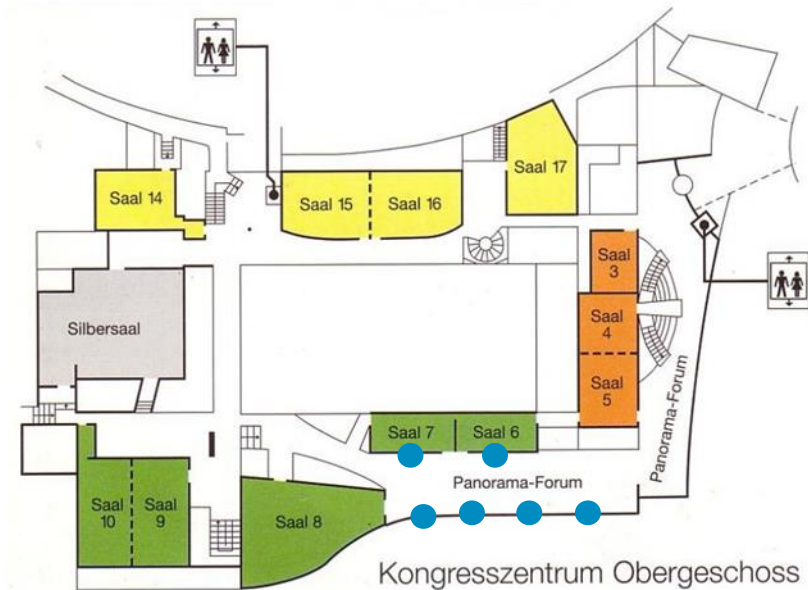 Saal 17
Saal 14
Saal 15
Saal 16
Saal
3
Silbersaal
Saal
4
Saal
5
Panorama-Forum
Saal 7
Saal 6
Panorama-Forum
Saal
10
Saal
9
Saal 8
Kongresszentrum Obergeschoss